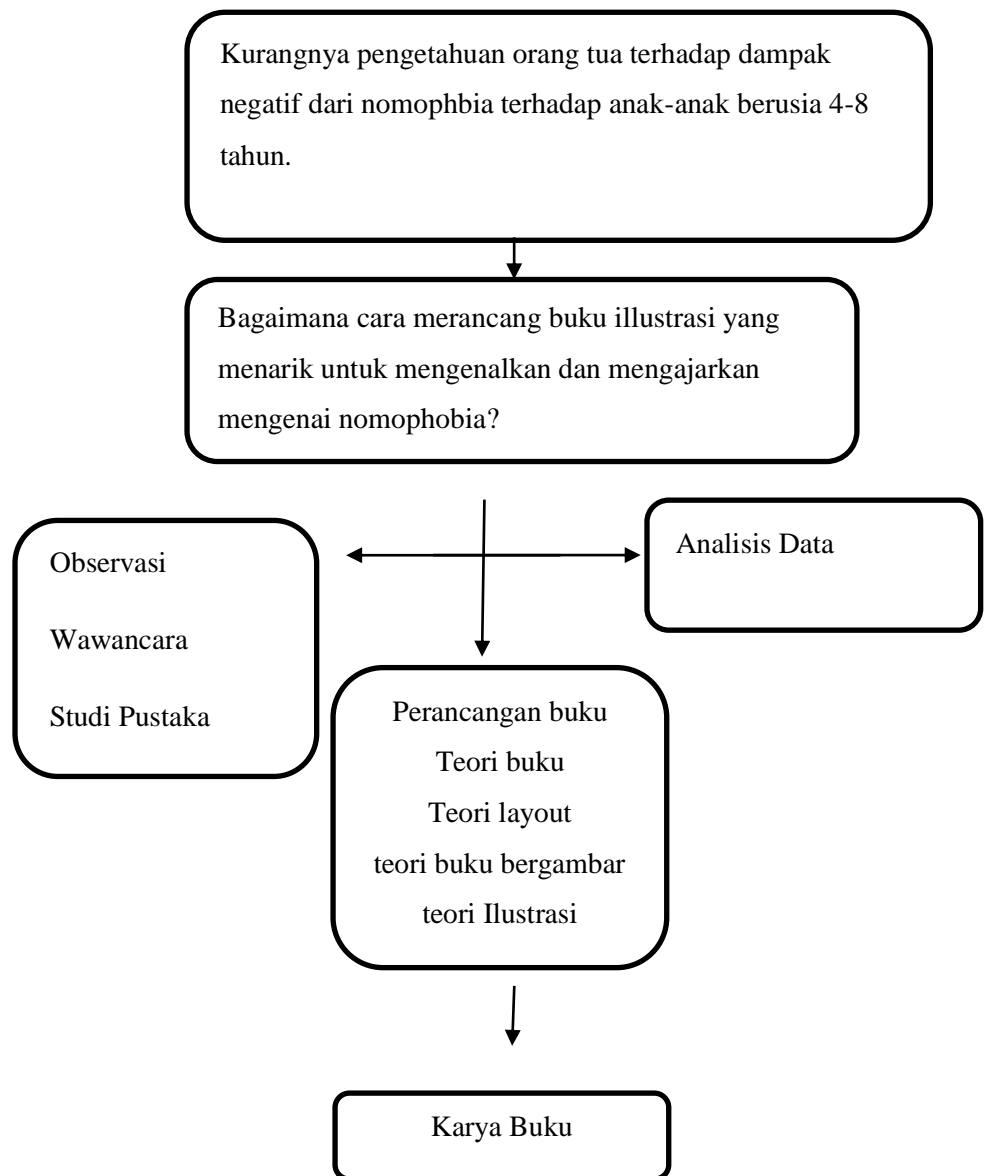 Kurangnya pengetahuan orang tua terhadap dampak
negatif dari nomophbia terhadap anak-anak berusia 4-8
tahun.
Bagaimana cara merancang buku illustrasi yang
menarik untuk mengenalkan dan mengajarkan
mengenai nomophobia?
Observasi
Wawancara
Studi Pustaka
Analisis Data
Perancangan buku
Teori buku
Teori layout
teori buku bergambar
teori Ilustrasi
Karya Buku